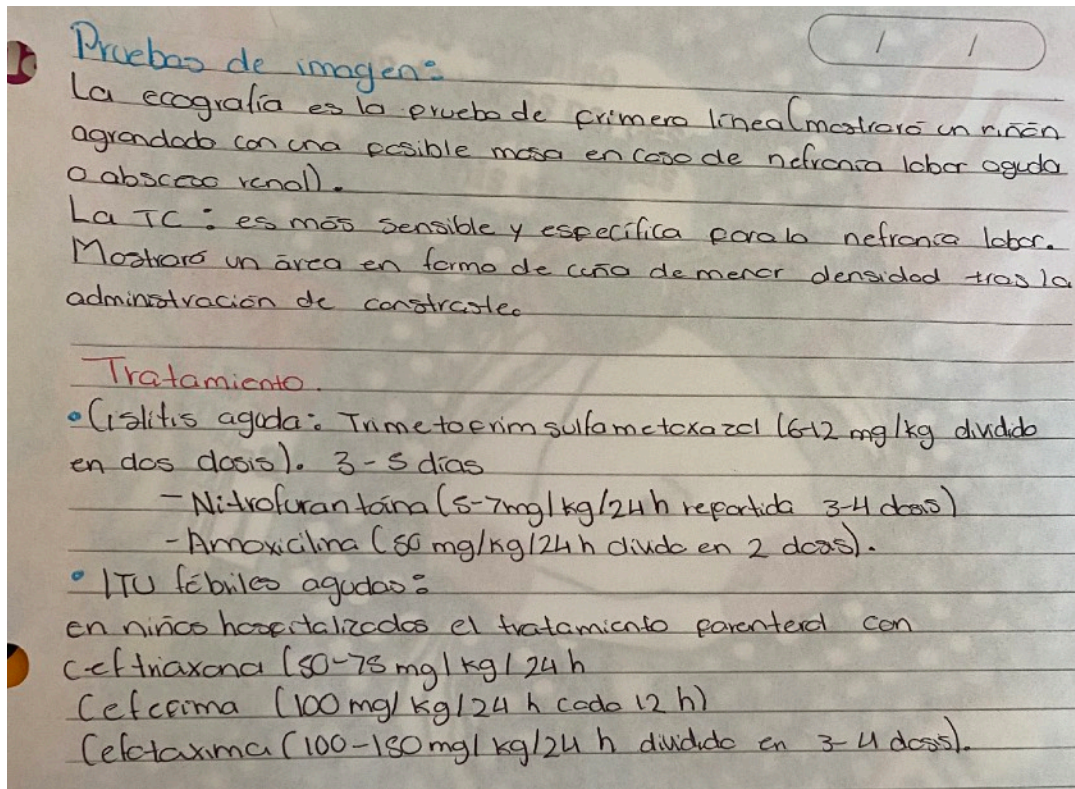 Pruebas de imagen:
La ecografía es la prueba de primera línea (mostrará un riñón
agrandado con una posible masa en caso de nefronia lobar aguda
o absceso renal).
La TC: es más sensible y específica para la nefronia lobar.
Mostrará un área en forma de cuña de menor densidad tras la
administración de constraste.
Tratamiento.
• Cistitis aguda: Trimetoprim sulfametoxazol (6-12 mg/kg dividido
en dos dosis). 3-5 días
- Nitrofurantoína (5-7mg/kg/24h repartida 3-4 dosis)
- Amoxicilina (50 mg/kg/24h divido en 2 dosis).
• ITU febriles agudas:
en niños hospitalizados el tratamiento parenteral con
Ceftriaxona (50-75 mg/kg/24h
Cefepima (100 mg/kg/24 h cada 12 h)
Cefotaxima (100-150 mg/kg/24 h dividido en 3-4 dosis).